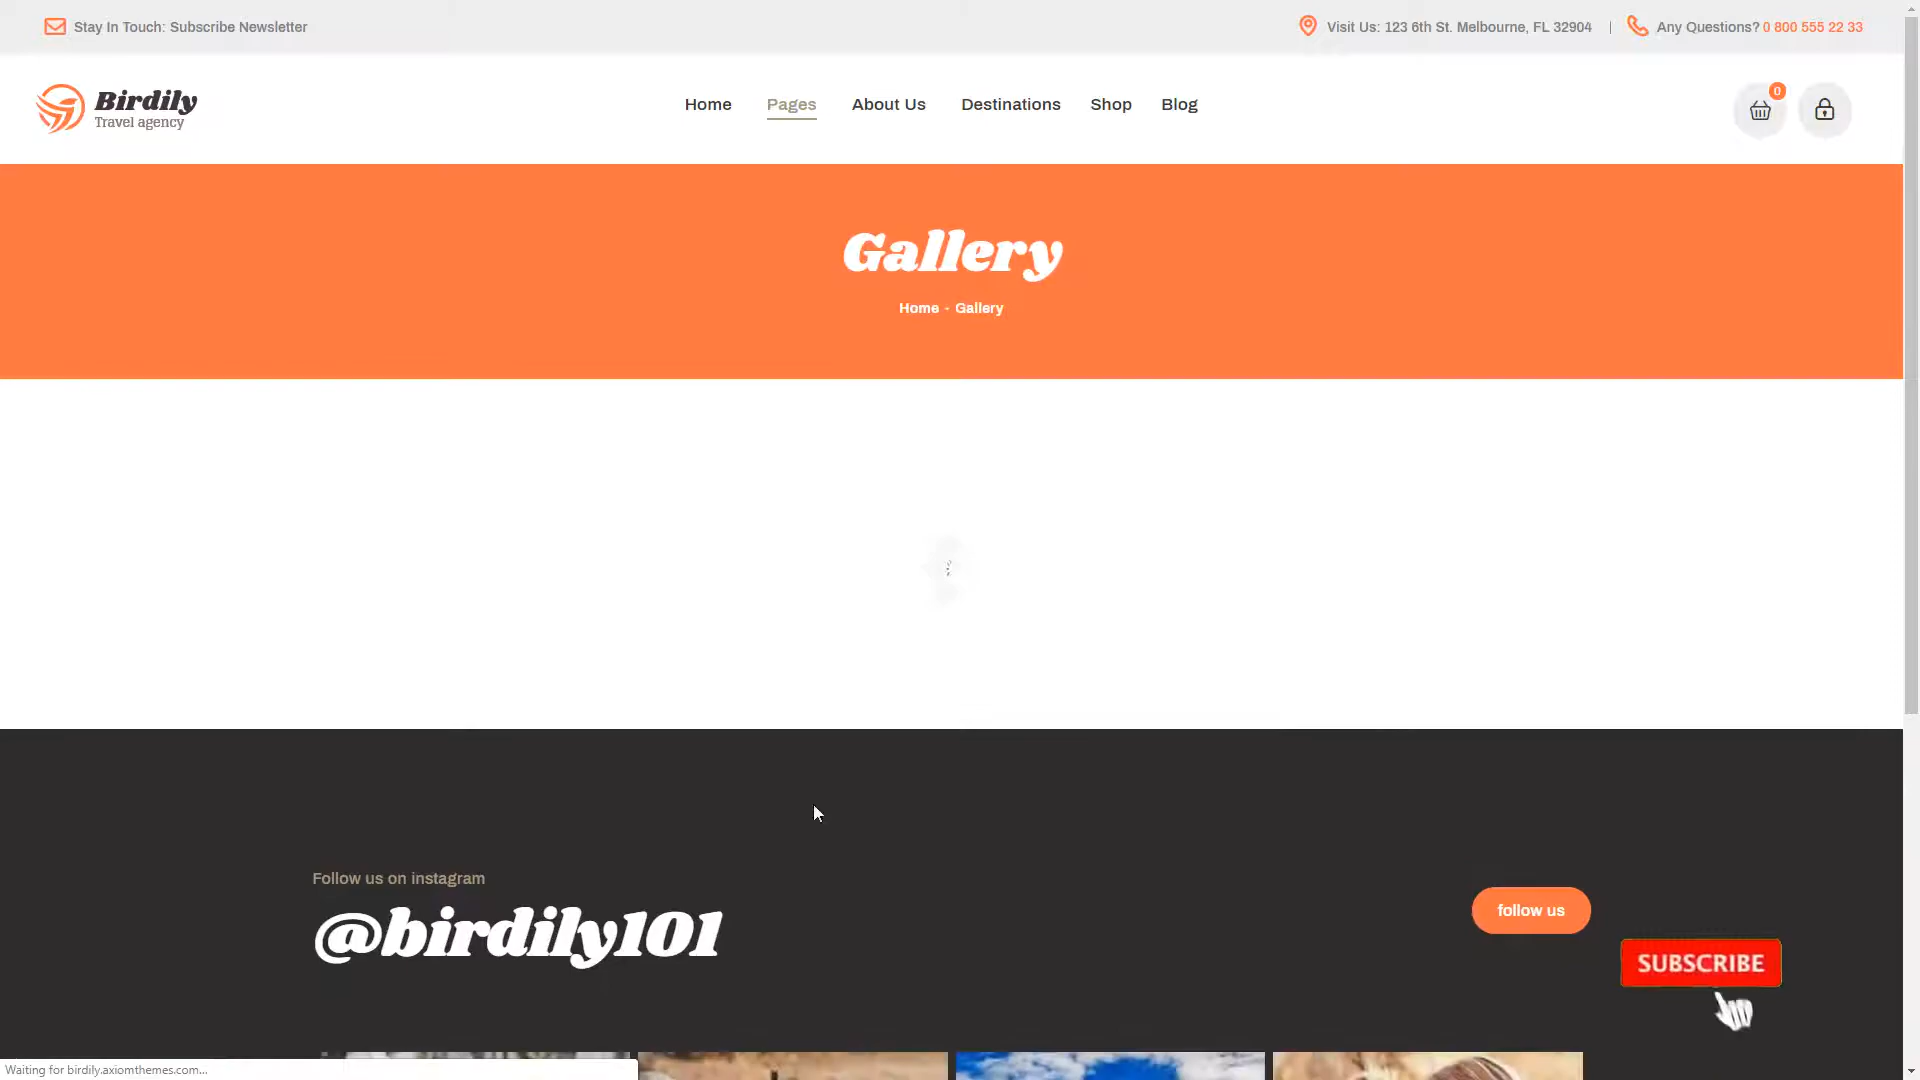 Stay In Touch: Subscribe Newsletter
Visit Us: 123 6th St. Melbourne, FL 32904 | Any Questions? 0 800 555 22 33
Birdily
Travel agency
Home Pages About Us Destinations Shop Blog
0
Gallery
Home - Gallery
Follow us on instagram
@birdily101
follow us
SUBSCRIBE
Waiting for birdily.axiomthemes.com...